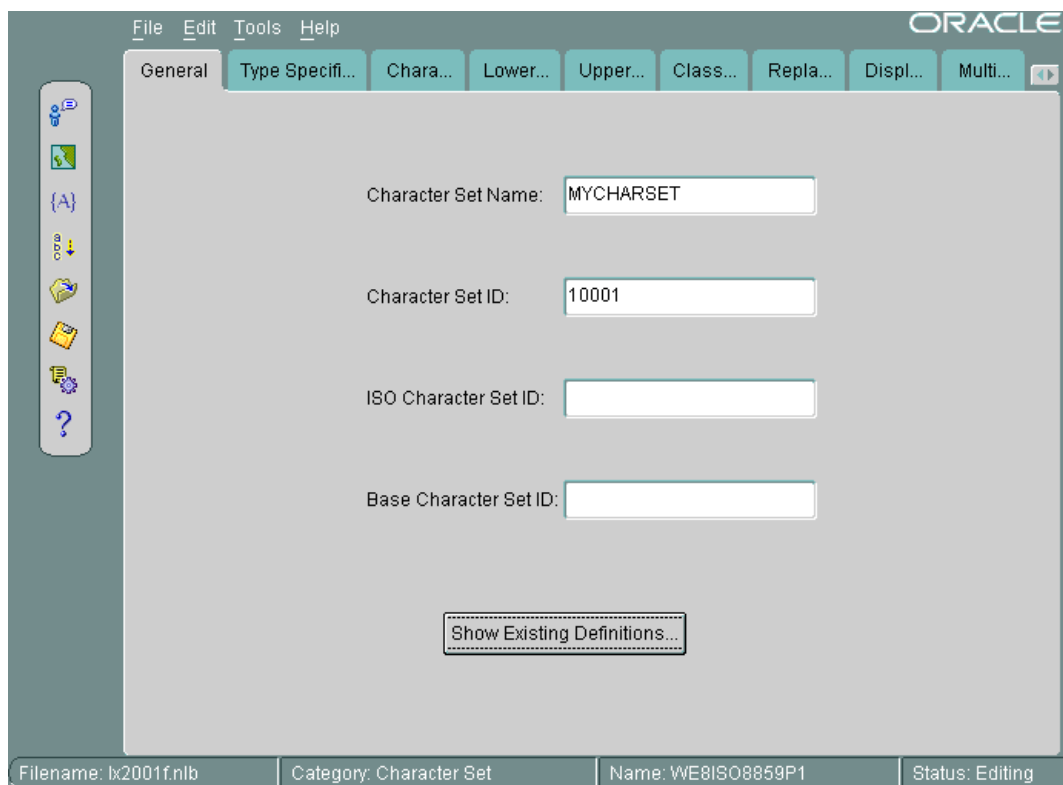 File Edit Tools Help
ORACLE
General Type Specifi... Chara... Lower... Upper... Class... Repla... Displ... Multi...
{A}
a
b
c
Character Set Name: MYCHARSET
Character Set ID: 10001
ISO Character Set ID:
Base Character Set ID:
?
Show Existing Definitions...
Filename: lx2001f.nlb Category: Character Set Name: WE8ISO8859P1 Status: Editing